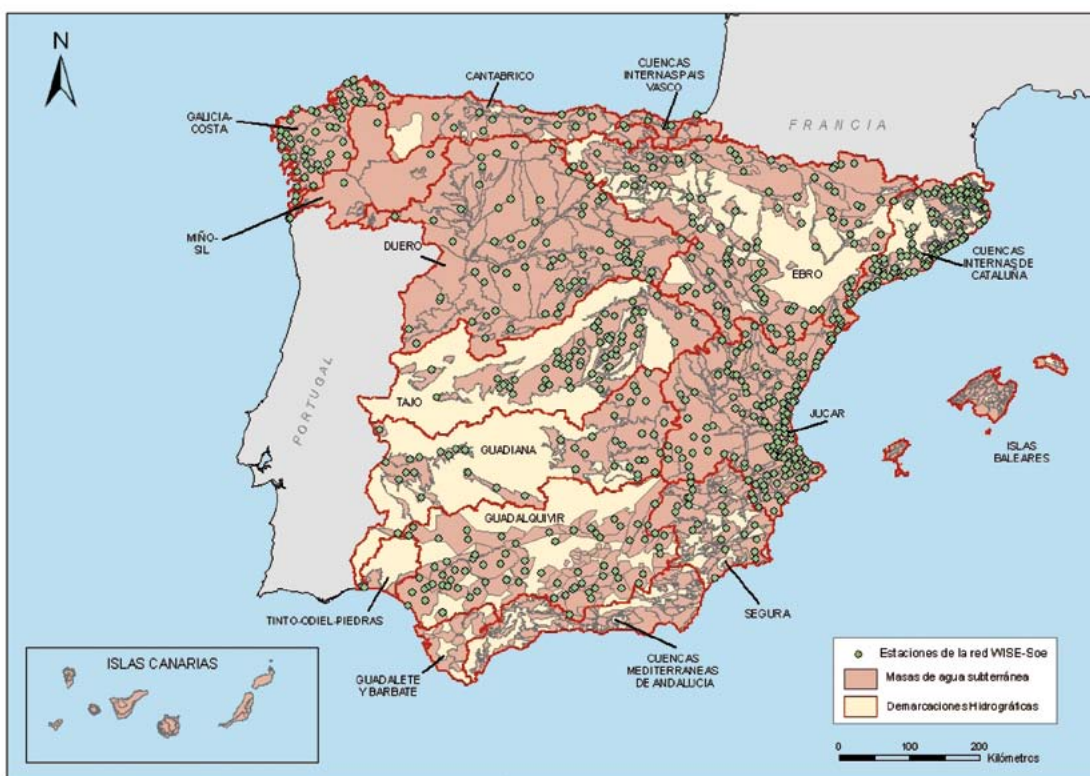 N
CANTABRICO
CUENCAS
INTERNAS PAIS
VASCO
GALICIA-
COSTA
FRANCIA
MIÑO-
SIL
DUERO
EBRO
CUENCAS
INTERNAS DE
CATALUÑA
PORTUGAL
TAJO
JUCAR
ISLAS
BALEARES
GUADIANA
GUADALQUIVIR
TINTO-ODIEL-PIEDRAS
SEGURA
GUADALETE
Y BARBATE
CUENCAS
MEDITERRANEAS
DE ANDALUCIA
ISLAS CANARIAS
Estaciones de la red WISE-Soe
Masas de agua subterránea
Demarcaciones Hidrográficas
0 100 200
Kilómetros